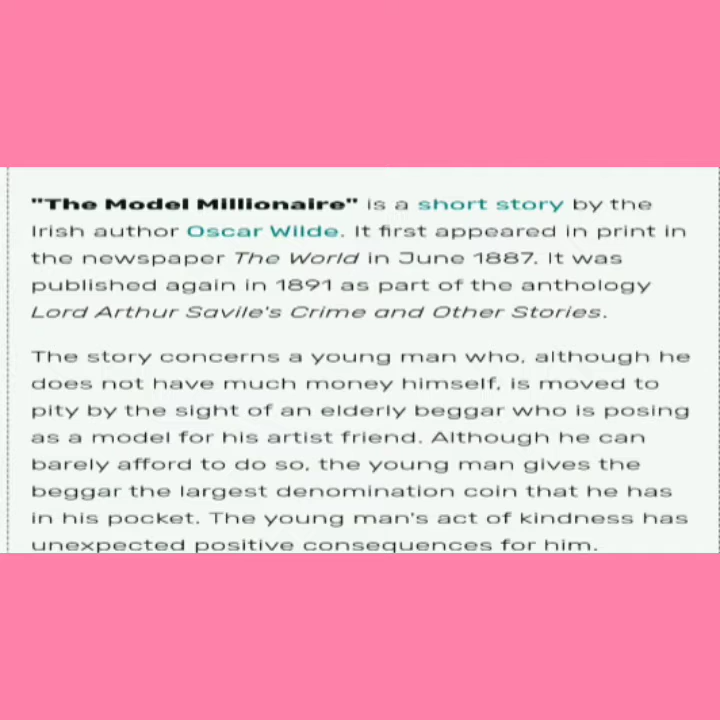 "The Model Millionaire" is a short story by the
Irish author Oscar Wilde. It first appeared in print in
the newspaper The World in June 1887. It was
published again in 1891 as part of the anthology
Lord Arthur Savile's Crime and Other Stories.
The story concerns a young man who, although he
does not have much money himself, is moved to
pity by the sight of an elderly beggar who is posing
as a model for his artist friend. Although he can
barely afford to do so, the young man gives the
beggar the largest denomination coin that he has
in his pocket. The young man's act of kindness has
unexpected positive consequences for him.